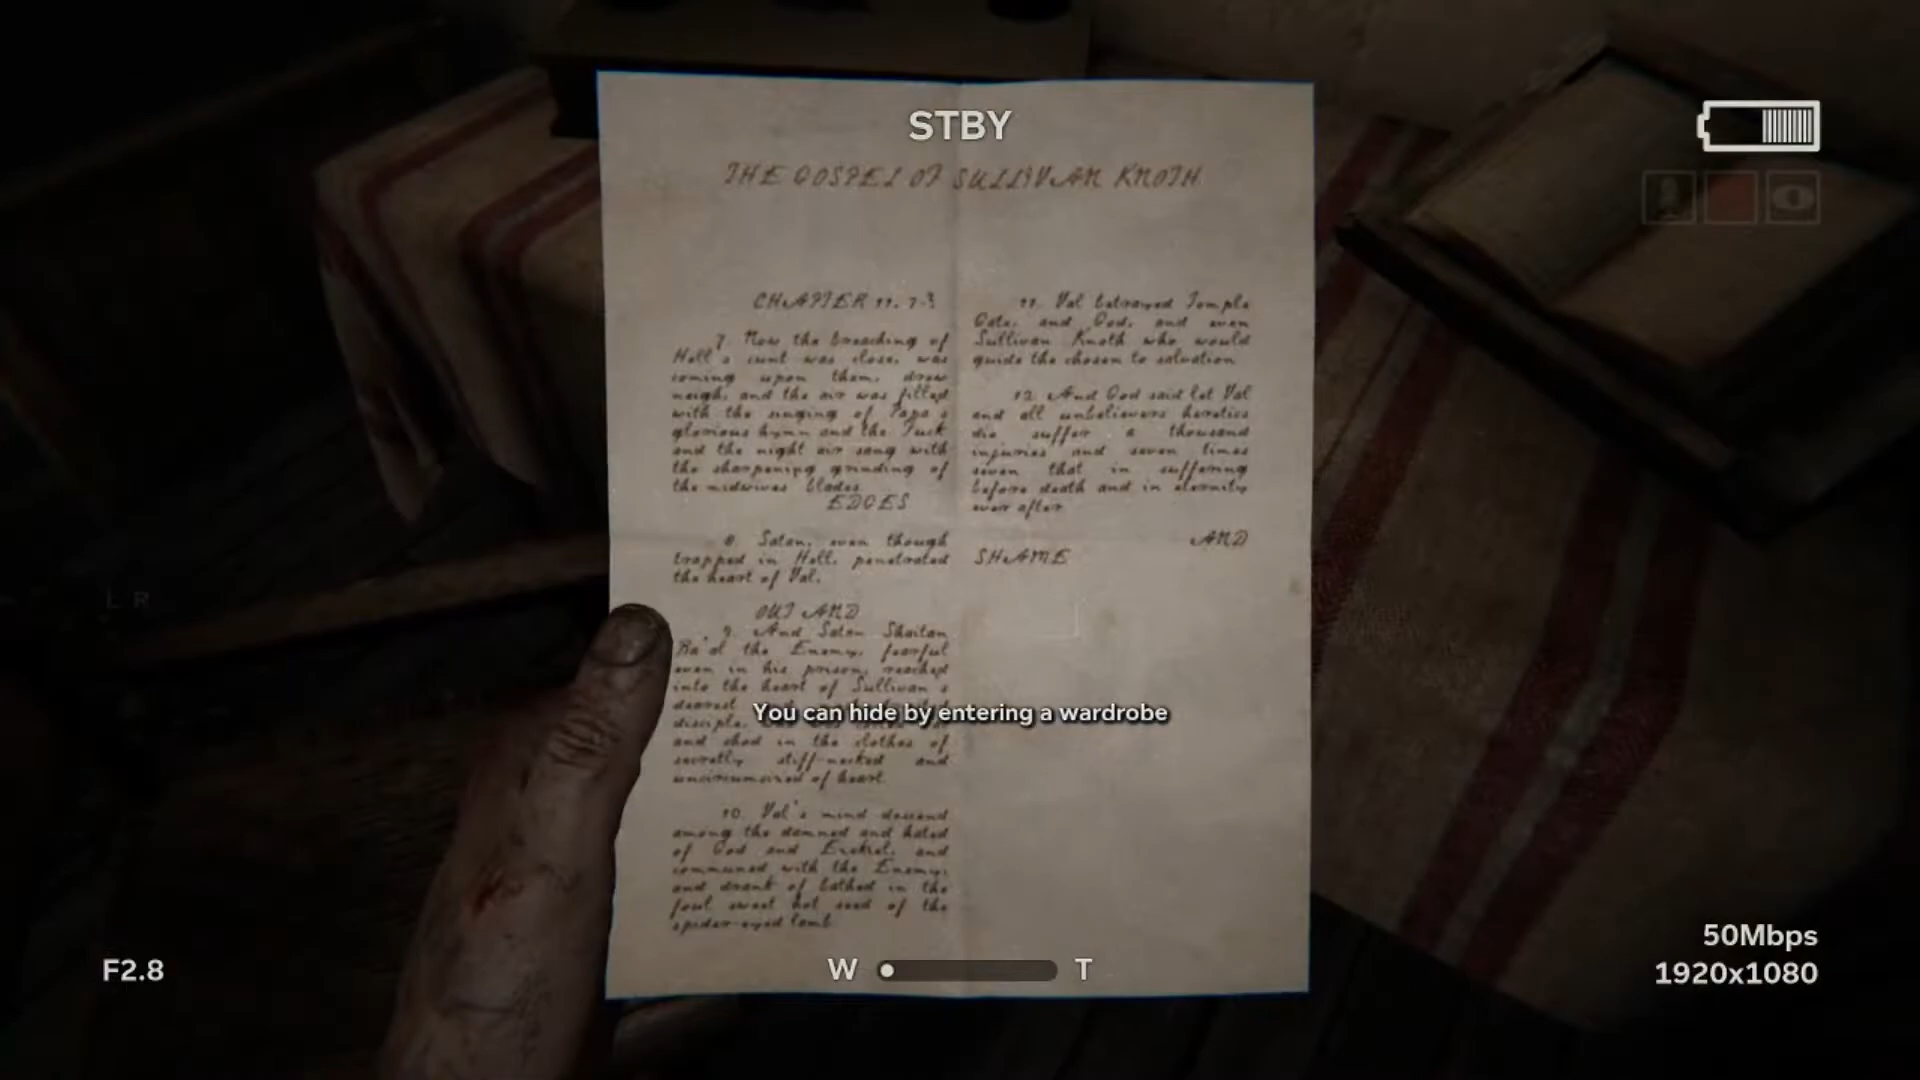 STBY
THE GOSPEL OF SULLIVAN KNOTH
CHAPTER 11. 7-3
7. Now the breaching of
Hell's cunt was close, was
coming upon them, drew
neigh, and the air was filled
with the singing of Papa's
glorious hymn and the Fuck
and the night air sang with
the sharpening grinding of
the midwives' blades
EDGES
8. Satan, even though
trapped in Hell, penetrated
the heart of Val.
OUT AND
9. And Satan Shaitan
Ra'al the Enemy, fearful
even in his prison, reached
into the heart of Sullivan's
dearest
disciple,
and shod in the clothes of
secretly stiff-necked and
uncircumcised of heart
10. Val's mind descend
among the damned and hated
of God and Ezekiel, and
communed with the Enemy,
and drank of bathed in the
foul sweet hot seed of the
spider-eyed lamb
11. Val betrayed Temple
Gate, and God, and even
Sullivan Knoth who would
guide the chosen to salvation
12. And God said let Val
and all unbelievers heretics
die suffer a thousand
injuries and seven times
seven that in suffering
before death and in eternity
ever after
AND
SHAME
You can hide by entering a wardrobe
L R
F2.8
W T
50Mbps
1920x1080